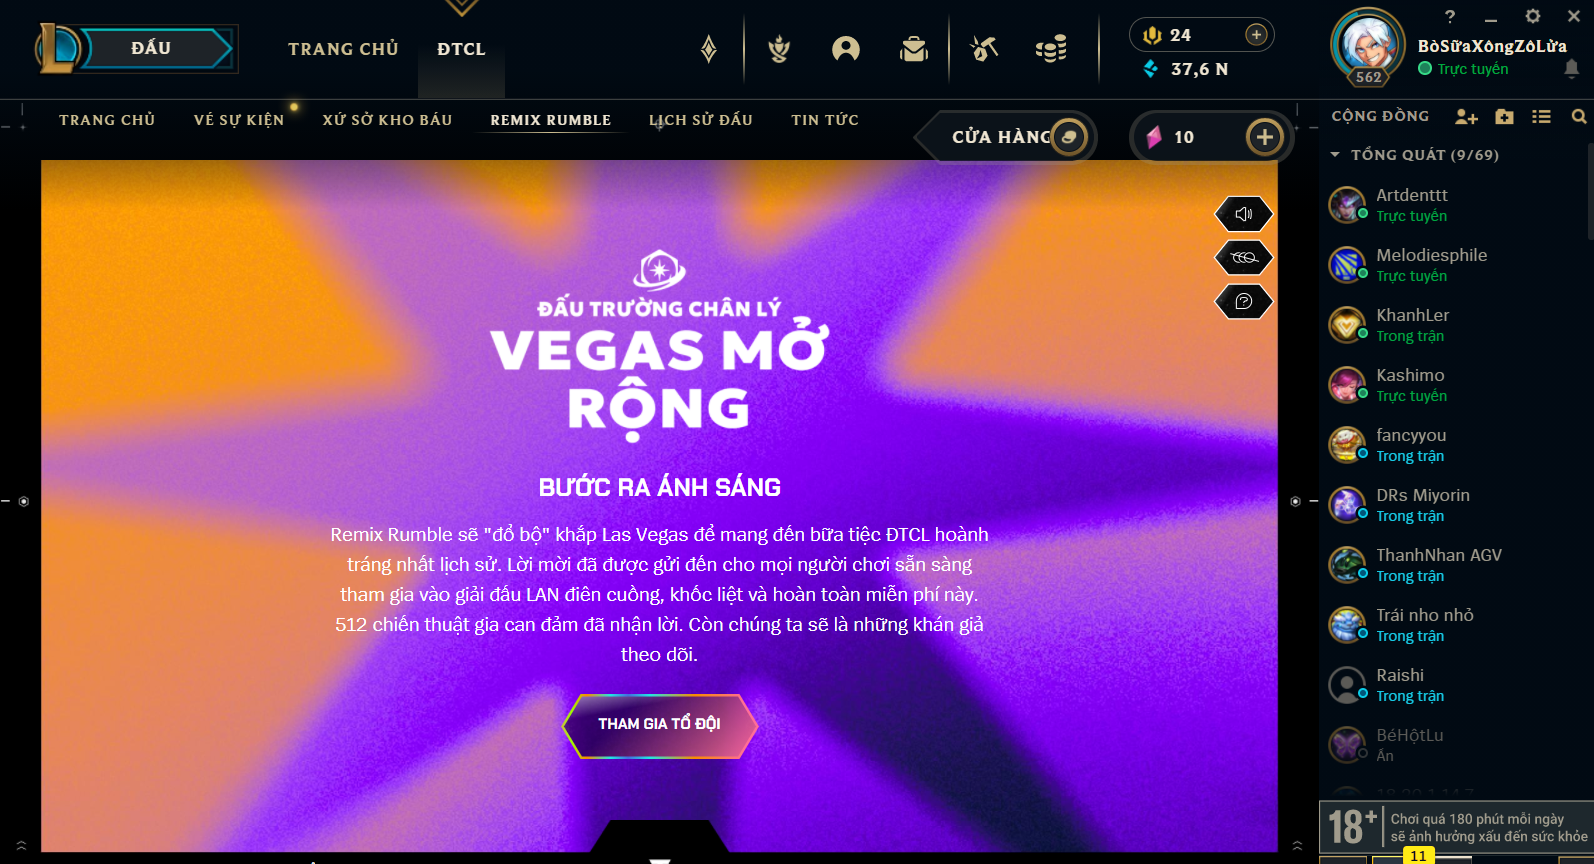 ĐẤU
TRANG CHỦ
ĐTCL
24
37,6 N
562
?
BòSữaXôngZôLửa
Trực tuyến
TRANG CHỦ
VÉ SỰ KIỆN
XỨ SỞ KHO BÁU
REMIX RUMBLE
LỊCH SỬ ĐẤU
TIN TỨC
CỬA HÀNG
10
ĐẤU TRƯỜNG CHÂN LÝ
VEGAS MỞ
RỘNG
BƯỚC RA ÁNH SÁNG
Remix Rumble sẽ "đổ bộ" khắp Las Vegas để mang đến bữa tiệc ĐTCL hoành
tráng nhất lịch sử. Lời mời đã được gửi đến cho mọi người chơi sẵn sàng
tham gia vào giải đấu LAN điên cuồng, khốc liệt và hoàn toàn miễn phí này.
512 chiến thuật gia can đảm đã nhận lời. Còn chúng ta sẽ là những khán giả
theo dõi.
THAM GIA TỔ ĐỘI
CỘNG ĐỒNG
TỔNG QUÁT (9/69)
Artdenttt
Trực tuyến
Melodiesphile
Trực tuyến
KhanhLer
Trong trận
Kashimo
Trực tuyến
fancyyou
Trong trận
DRs Miyorin
Trong trận
ThanhNhan AGV
Trong trận
Trái nho nhỏ
Trong trận
Raishi
Trong trận
BéHộtLu
Ẩn
18+
Chơi quá 180 phút mỗi ngày
sẽ ảnh hưởng xấu đến sức khỏe
11